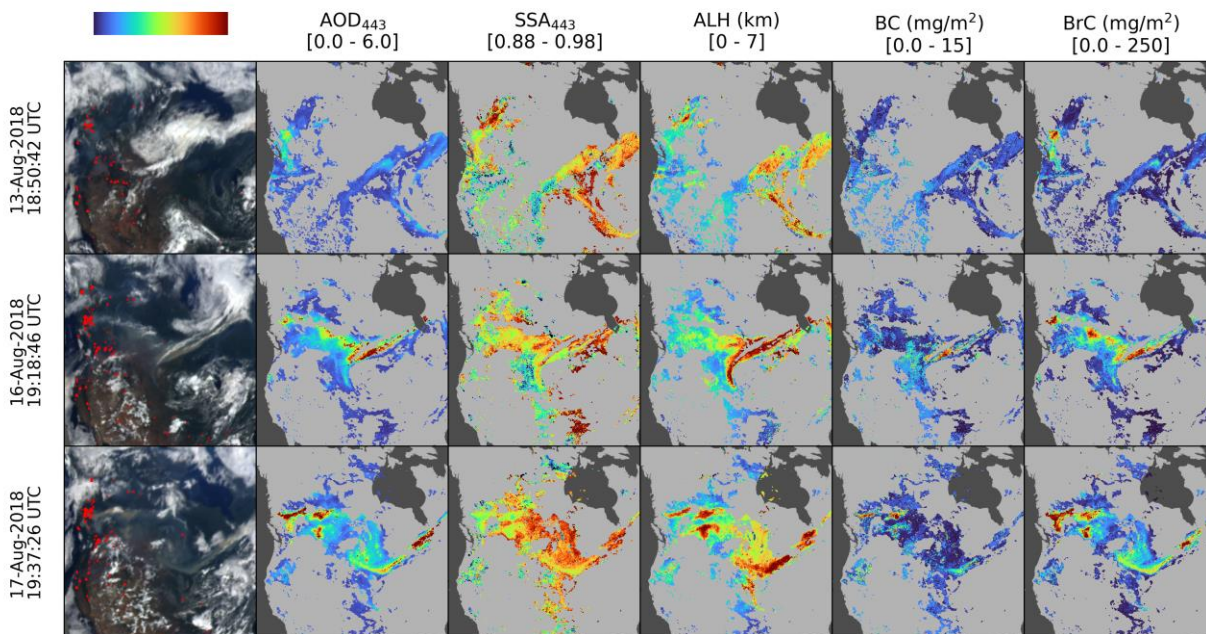 AOD₄₄₃
[0.0 - 6.0]
SSA₄₄₃
[0.88 - 0.98]
ALH (km)
[0 - 7]
BC (mg/m²)
[0.0 - 15]
BrC (mg/m²)
[0.0 - 250]
13-Aug-2018
18:50:42 UTC
16-Aug-2018
19:18:46 UTC
17-Aug-2018
19:37:26 UTC